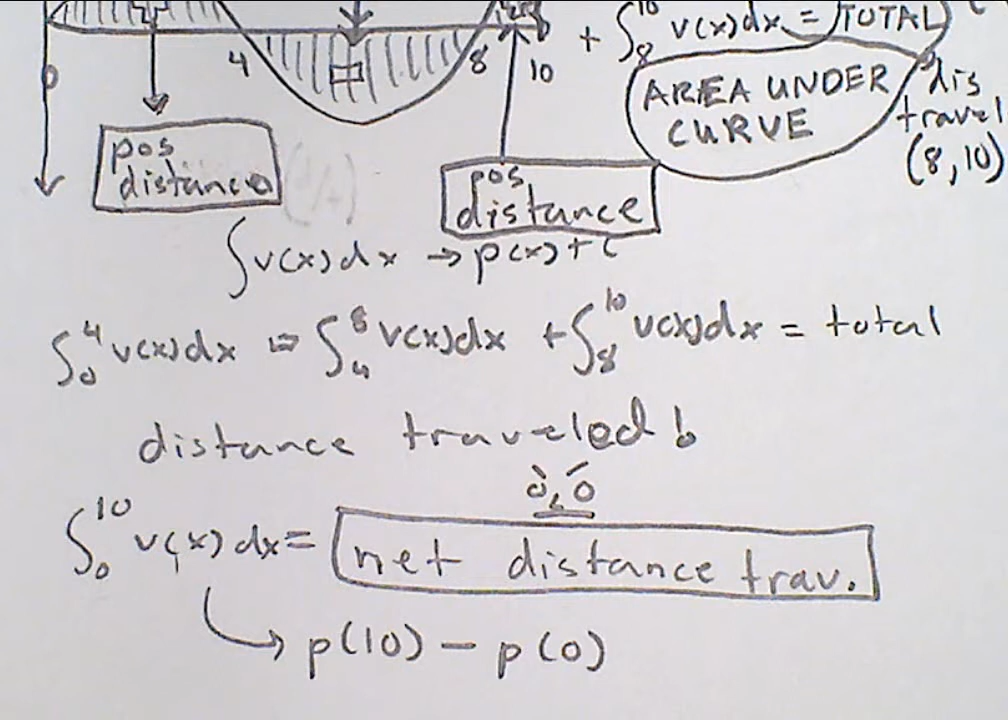 + ∫₈¹⁰ v(x)dx = TOTAL
4
8
10
AREA UNDER
CURVE
dis
travel
(8,10)
pos
distance
pos
distance
∫v(x)dx → p(x)+C
∫₀⁴ v(x)dx = ∫₄⁸ v(x)dx + ∫₈¹⁰ v(x)dx = total
distance traveled!
∫₀¹⁰ v(x)dx = net distance trav.
→ p(10) - p(0)